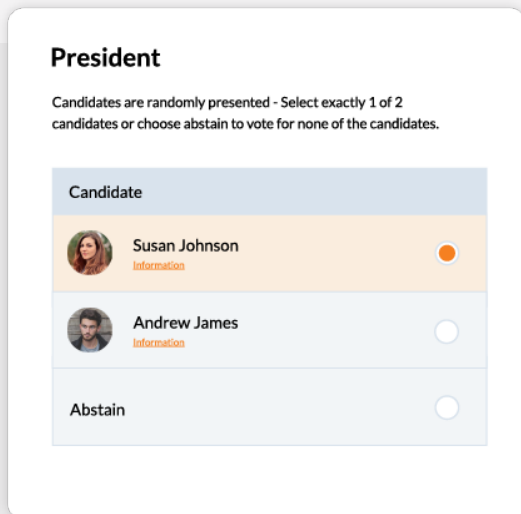 President
Candidates are randomly presented - Select exactly 1 of 2
candidates or choose abstain to vote for none of the candidates.
Candidate
Susan Johnson
Information
Andrew James
Information
Abstain